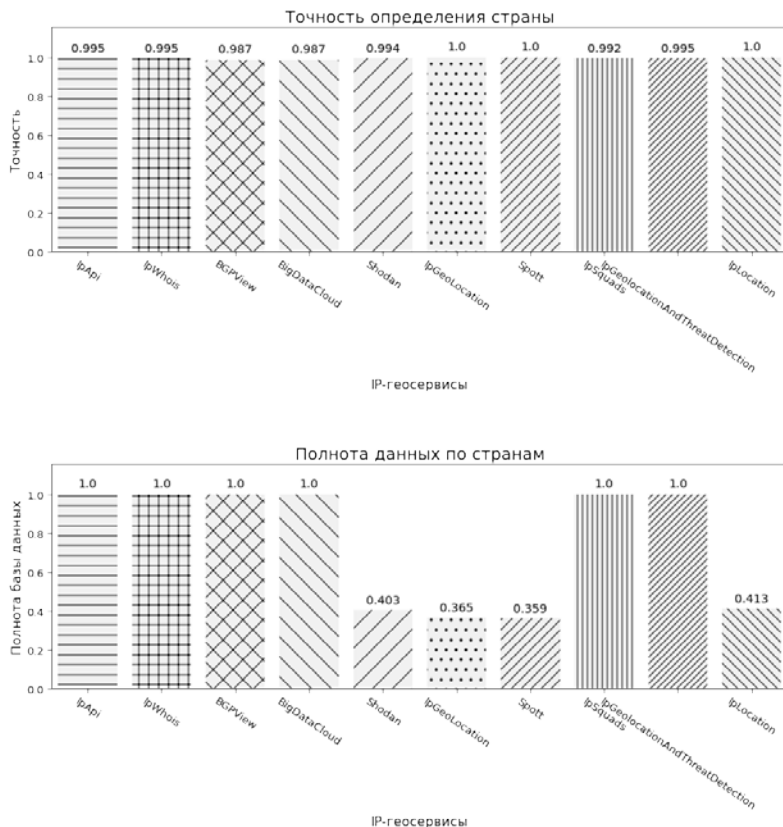 Точность определения страны
0.995 0.995 0.987 0.987 0.994 1.0 1.0 0.992 0.995 1.0
Точность
1.0
0.8
0.6
0.4
0.2
0.0
IpApi
IpWhois
BGPView
BigDataCloud
Shodan
IpGeoLocation
Spott
IpSquads
IpGeolocationAndThreatDetection
IpLocation
IP-геосервисы
Полнота данных по странам
1.0 1.0 1.0 1.0 0.403 0.365 0.359 1.0 1.0 0.413
Полнота базы данных
1.0
0.8
0.6
0.4
0.2
0.0
IpApi
IpWhois
BGPView
BigDataCloud
Shodan
IpGeoLocation
Spott
IpSquads
IpGeolocationAndThreatDetection
IpLocation
IP-геосервисы